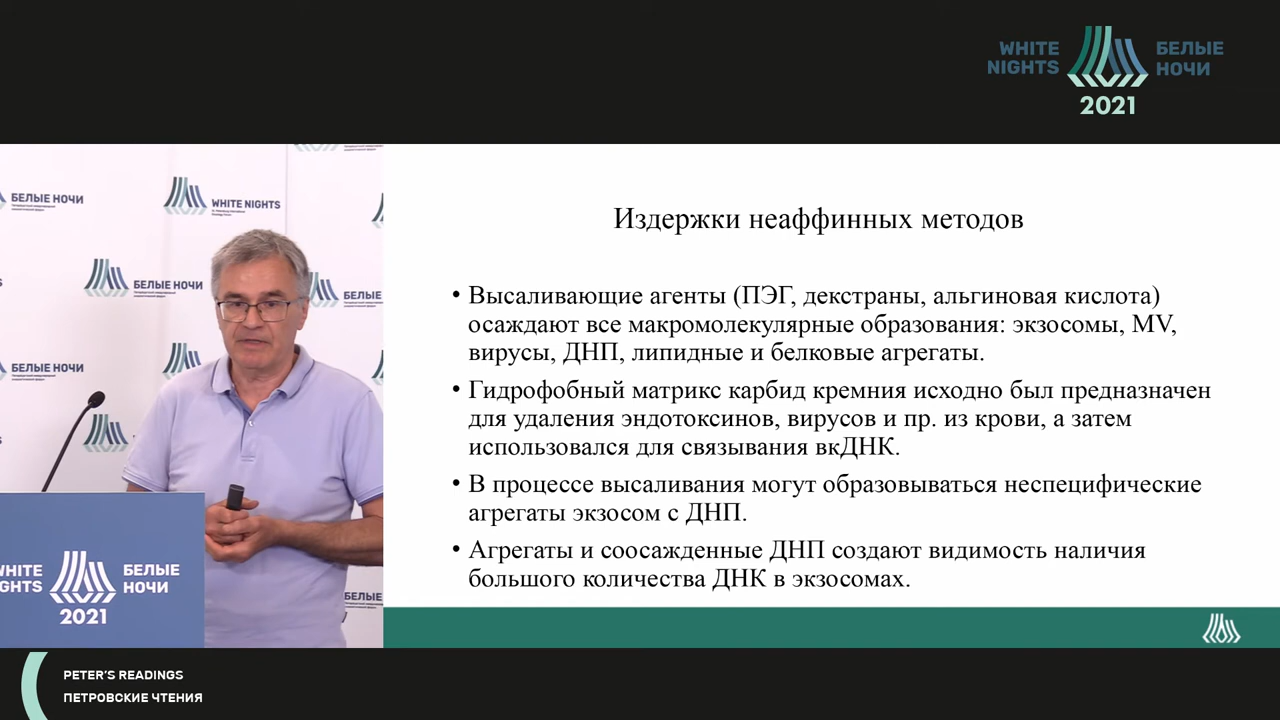 WHITE
NIGHTS
БЕЛЫЕ
НОЧИ
2021
БЕЛЫЕ НОЧИ
WHITE NIGHTS
БЕЛЫЕ НОЧИ
БЕЛЫЕ
БЕЛЫЕ НОЧИ
БЕЛЫЕ
WHITE
NIGHTS
БЕЛЫЕ
НОЧИ
2021
Издержки неаффинных методов
• Высаливающие агенты (ПЭГ, декстраны, альгиновая кислота)
осаждают все макромолекулярные образования: экзосомы, MV,
вирусы, ДНП, липидные и белковые агрегаты.
• Гидрофобный матрикс карбид кремния исходно был предназначен
для удаления эндотоксинов, вирусов и пр. из крови, а затем
использовался для связывания вкДНК.
• В процессе высаливания могут образовываться неспецифические
агрегаты экзосом с ДНП.
• Агрегаты и соосажденные ДНП создают видимость наличия
большого количества ДНК в экзосомах.
PETER'S READINGS
ПЕТРОВСКИЕ ЧТЕНИЯ